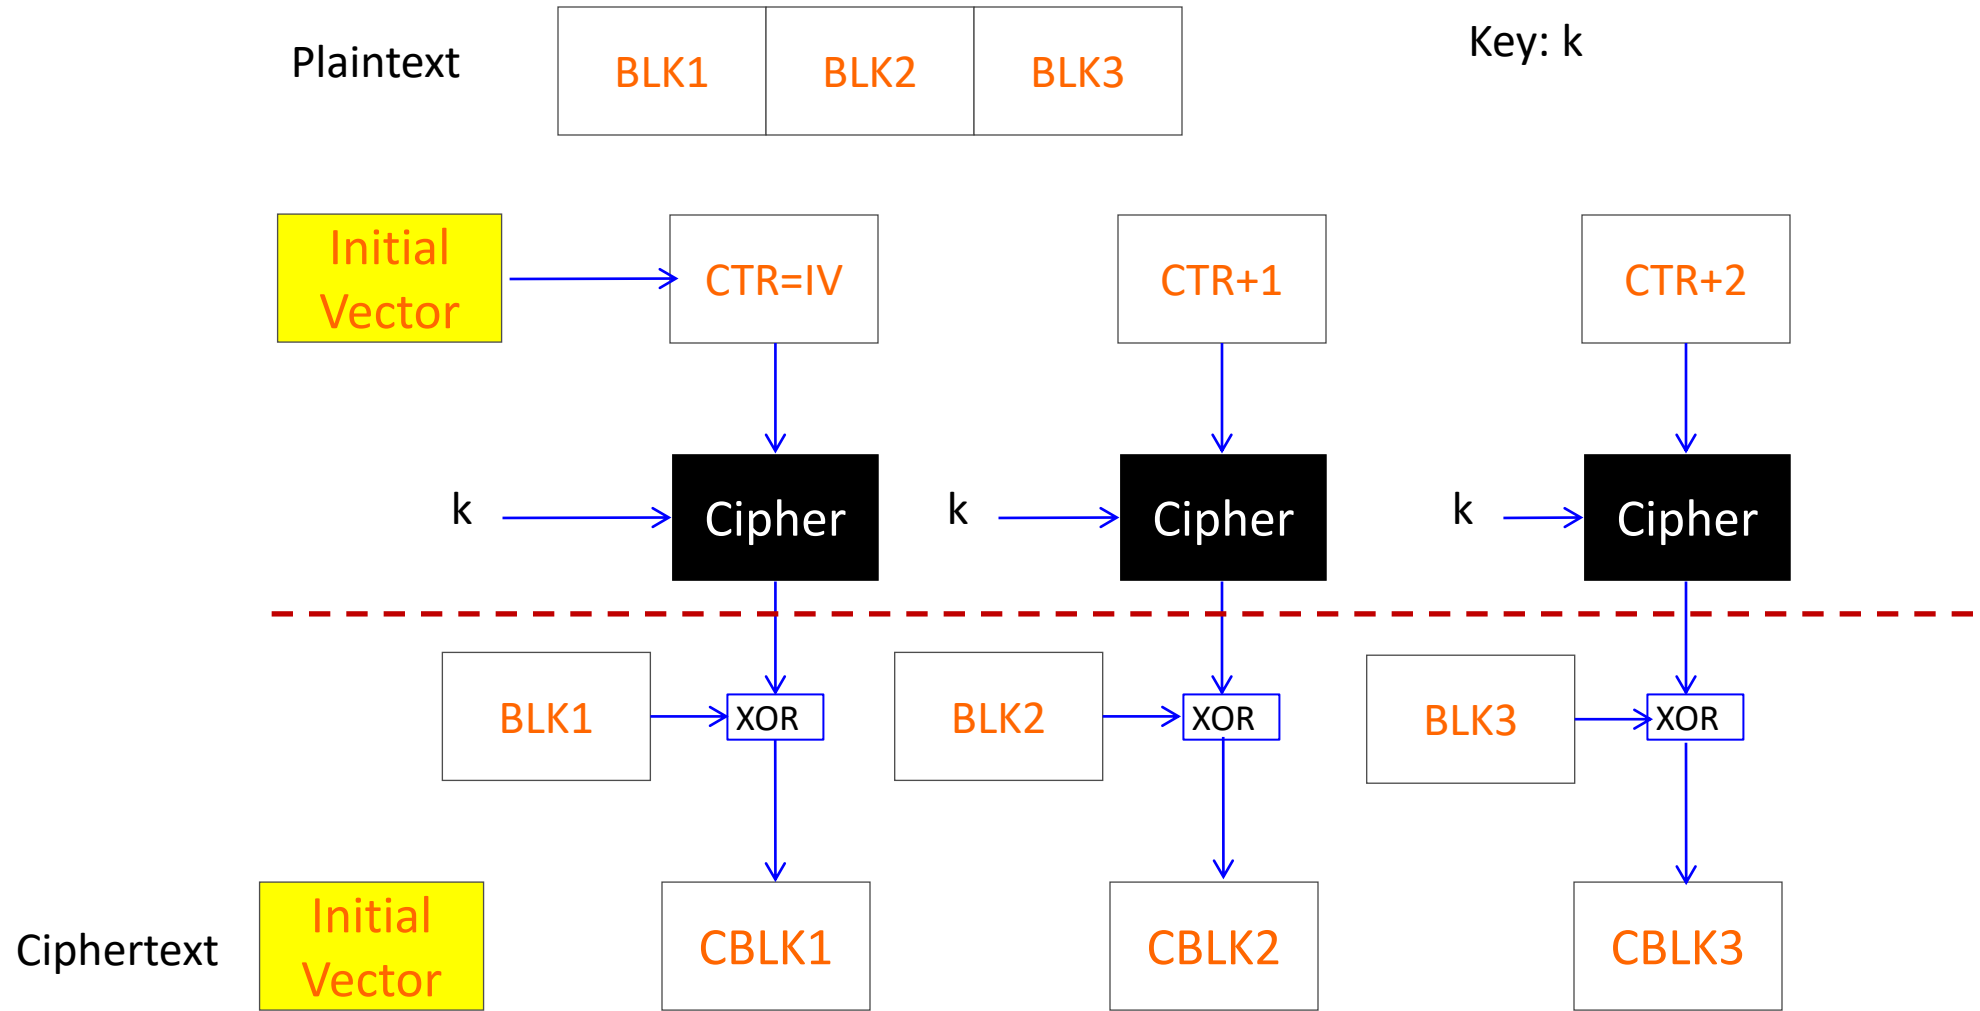 Plaintext
BLK1
BLK2
BLK3
Key: k
Initial
Vector
CTR=IV
CTR+1
CTR+2
k
Cipher
k
Cipher
k
Cipher
BLK1
XOR
BLK2
XOR
BLK3
XOR
Ciphertext
Initial
Vector
CBLK1
CBLK2
CBLK3